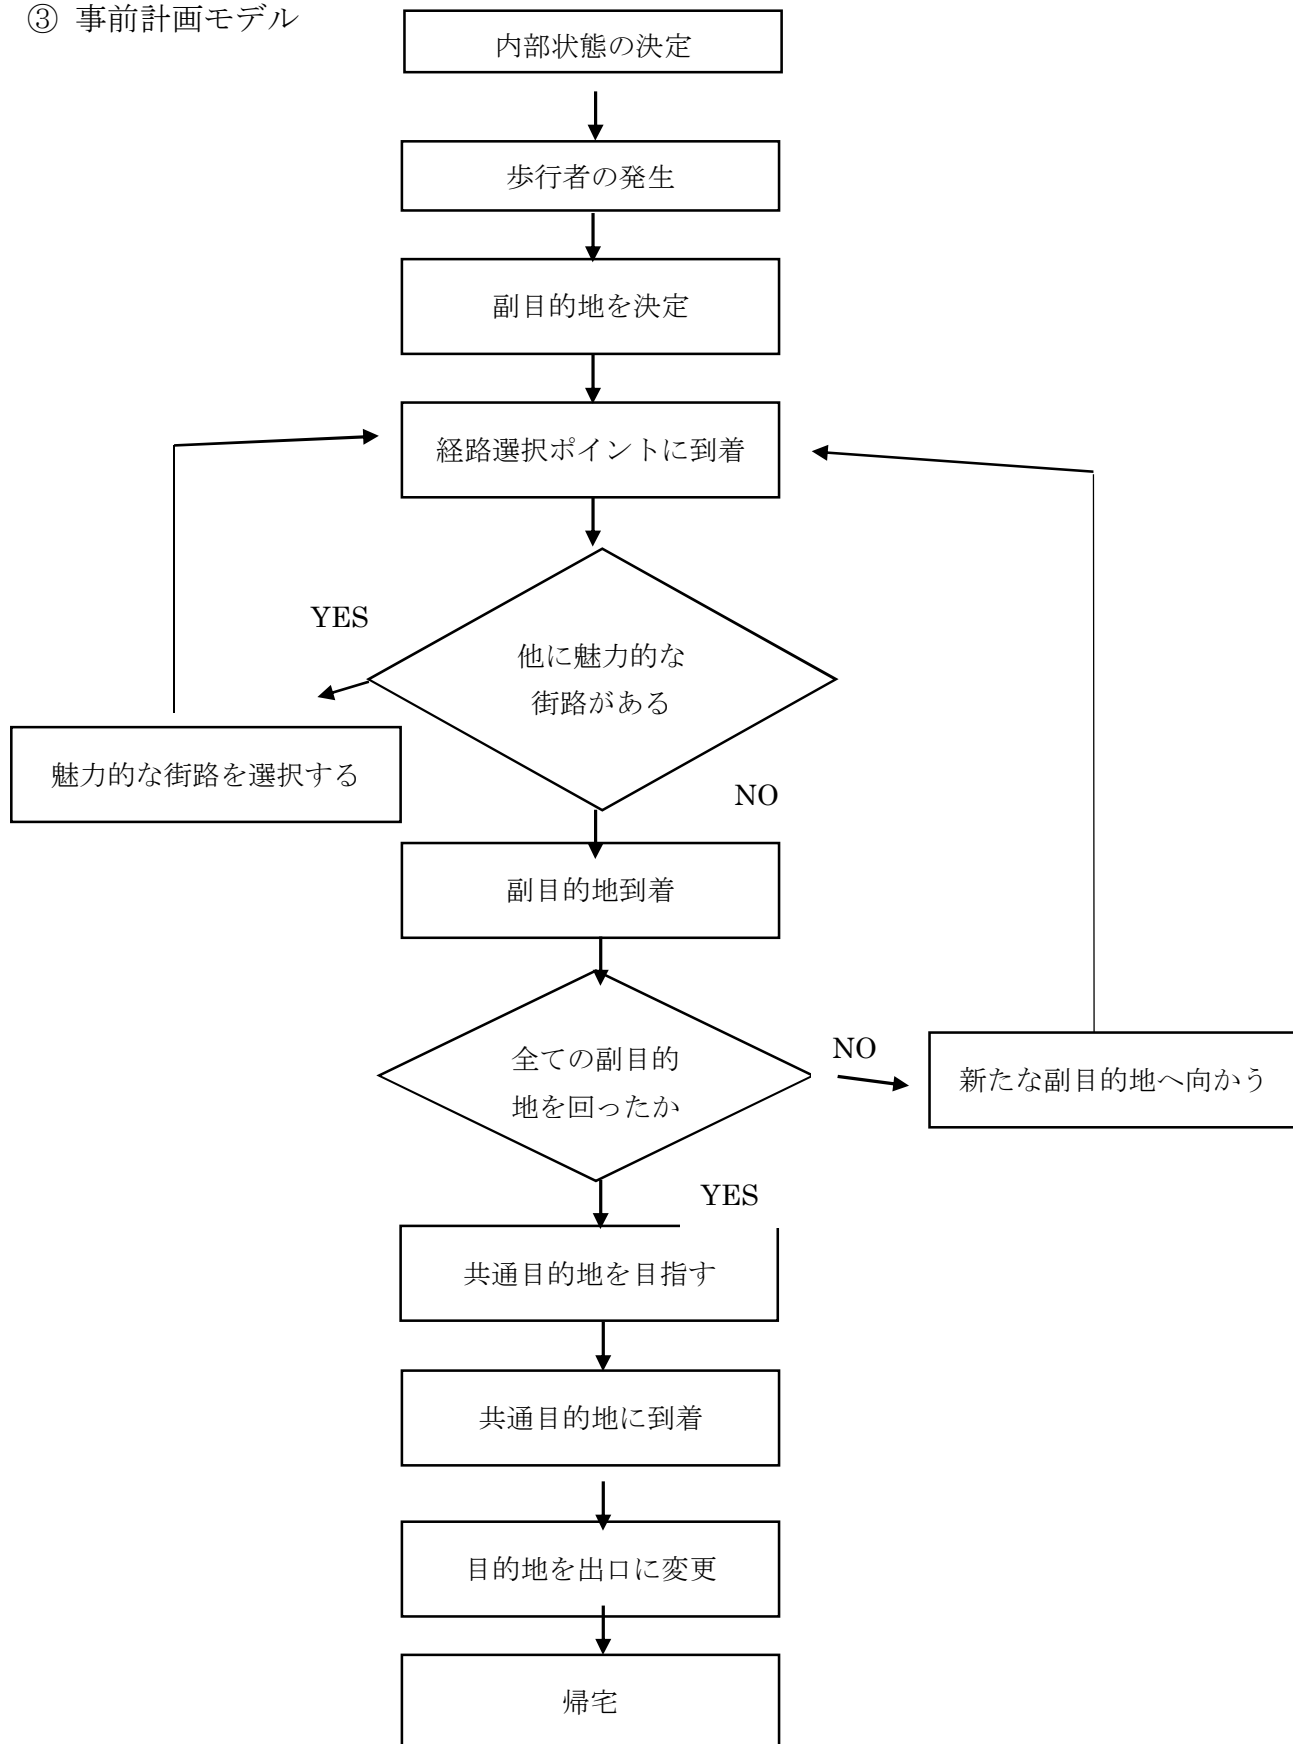 ③ 事前計画モデル
内部状態の決定
歩行者の発生
副目的地を決定
経路選択ポイントに到着
YES
他に魅力的な
街路がある
魅力的な街路を選択する
NO
副目的地到着
全ての副目的
地を回ったか
NO
新たな副目的地へ向かう
YES
共通目的地を目指す
共通目的地に到着
目的地を出口に変更
帰宅